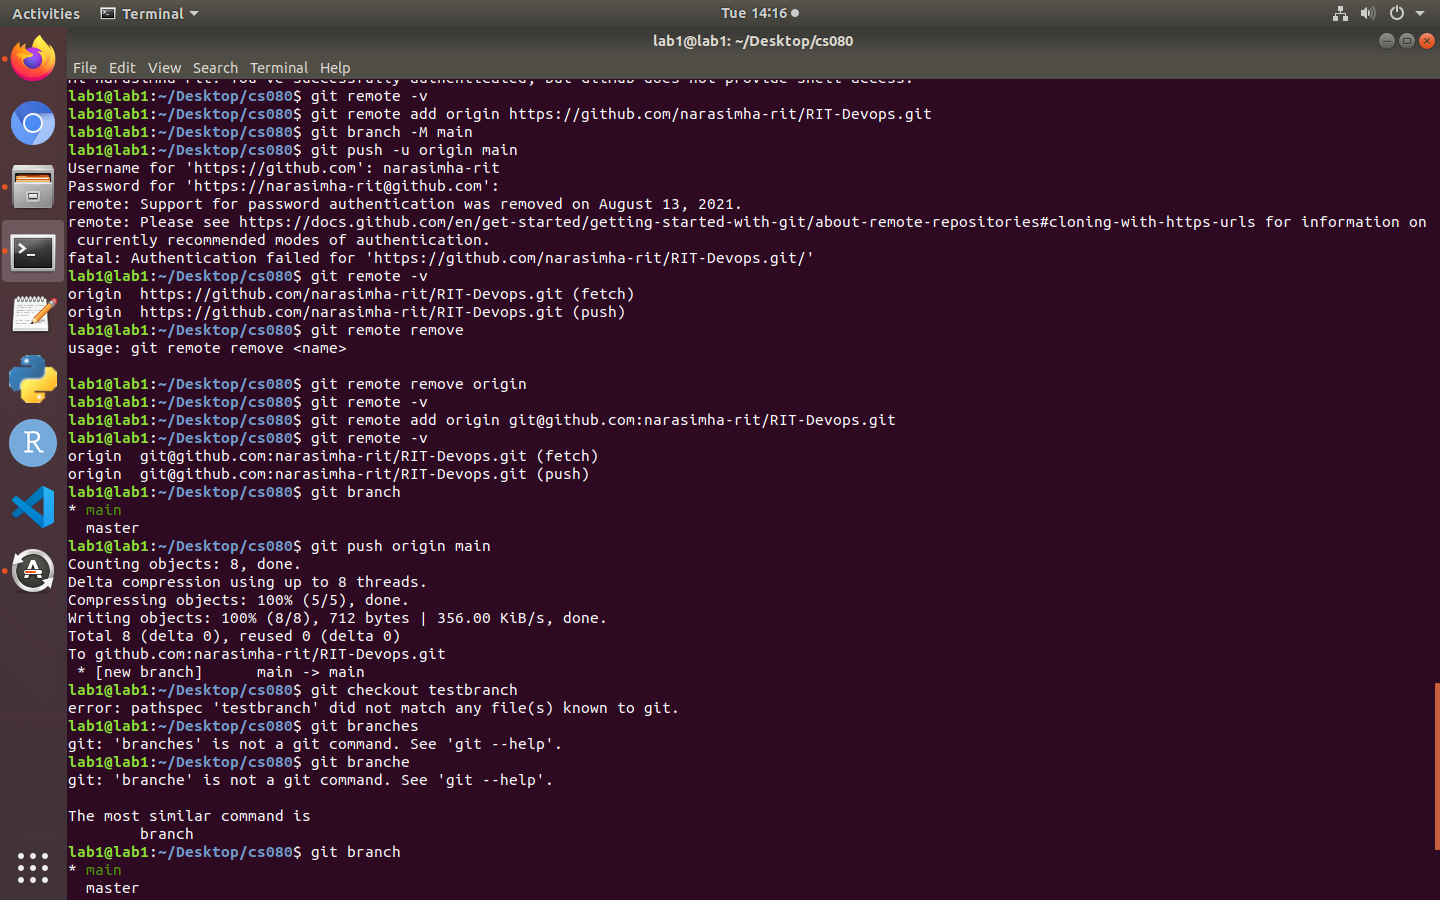 Activities Terminal Tue 14:16
lab1@lab1: ~/Desktop/cs080
File Edit View Search Terminal Help
lab1@lab1:~/Desktop/cs080$ git remote -v
lab1@lab1:~/Desktop/cs080$ git remote add origin https://github.com/narasimha-rit/RIT-Devops.git
lab1@lab1:~/Desktop/cs080$ git branch -M main
lab1@lab1:~/Desktop/cs080$ git push -u origin main
Username for 'https://github.com': narasimha-rit
Password for 'https://narasimha-rit@github.com':
remote: Support for password authentication was removed on August 13, 2021.
remote: Please see https://docs.github.com/en/get-started/getting-started-with-git/about-remote-repositories#cloning-with-https-urls for information on
currently recommended modes of authentication.
fatal: Authentication failed for 'https://github.com/narasimha-rit/RIT-Devops.git/'
lab1@lab1:~/Desktop/cs080$ git remote -v
origin https://github.com/narasimha-rit/RIT-Devops.git (fetch)
origin https://github.com/narasimha-rit/RIT-Devops.git (push)
lab1@lab1:~/Desktop/cs080$ git remote remove
usage: git remote remove <name>
lab1@lab1:~/Desktop/cs080$ git remote remove origin
lab1@lab1:~/Desktop/cs080$ git remote -v
lab1@lab1:~/Desktop/cs080$ git remote add origin git@github.com:narasimha-rit/RIT-Devops.git
lab1@lab1:~/Desktop/cs080$ git remote -v
origin git@github.com:narasimha-rit/RIT-Devops.git (fetch)
origin git@github.com:narasimha-rit/RIT-Devops.git (push)
lab1@lab1:~/Desktop/cs080$ git branch
* main
master
lab1@lab1:~/Desktop/cs080$ git push origin main
Counting objects: 8, done.
Delta compression using up to 8 threads.
Compressing objects: 100% (5/5), done.
Writing objects: 100% (8/8), 712 bytes | 356.00 KiB/s, done.
Total 8 (delta 0), reused 0 (delta 0)
To github.com:narasimha-rit/RIT-Devops.git
* [new branch] main -> main
lab1@lab1:~/Desktop/cs080$ git checkout testbranch
error: pathspec 'testbranch' did not match any file(s) known to git.
lab1@lab1:~/Desktop/cs080$ git branches
git: 'branches' is not a git command. See 'git --help'.
lab1@lab1:~/Desktop/cs080$ git branche
git: 'branche' is not a git command. See 'git --help'.
The most similar command is
branch
lab1@lab1:~/Desktop/cs080$ git branch
* main
master